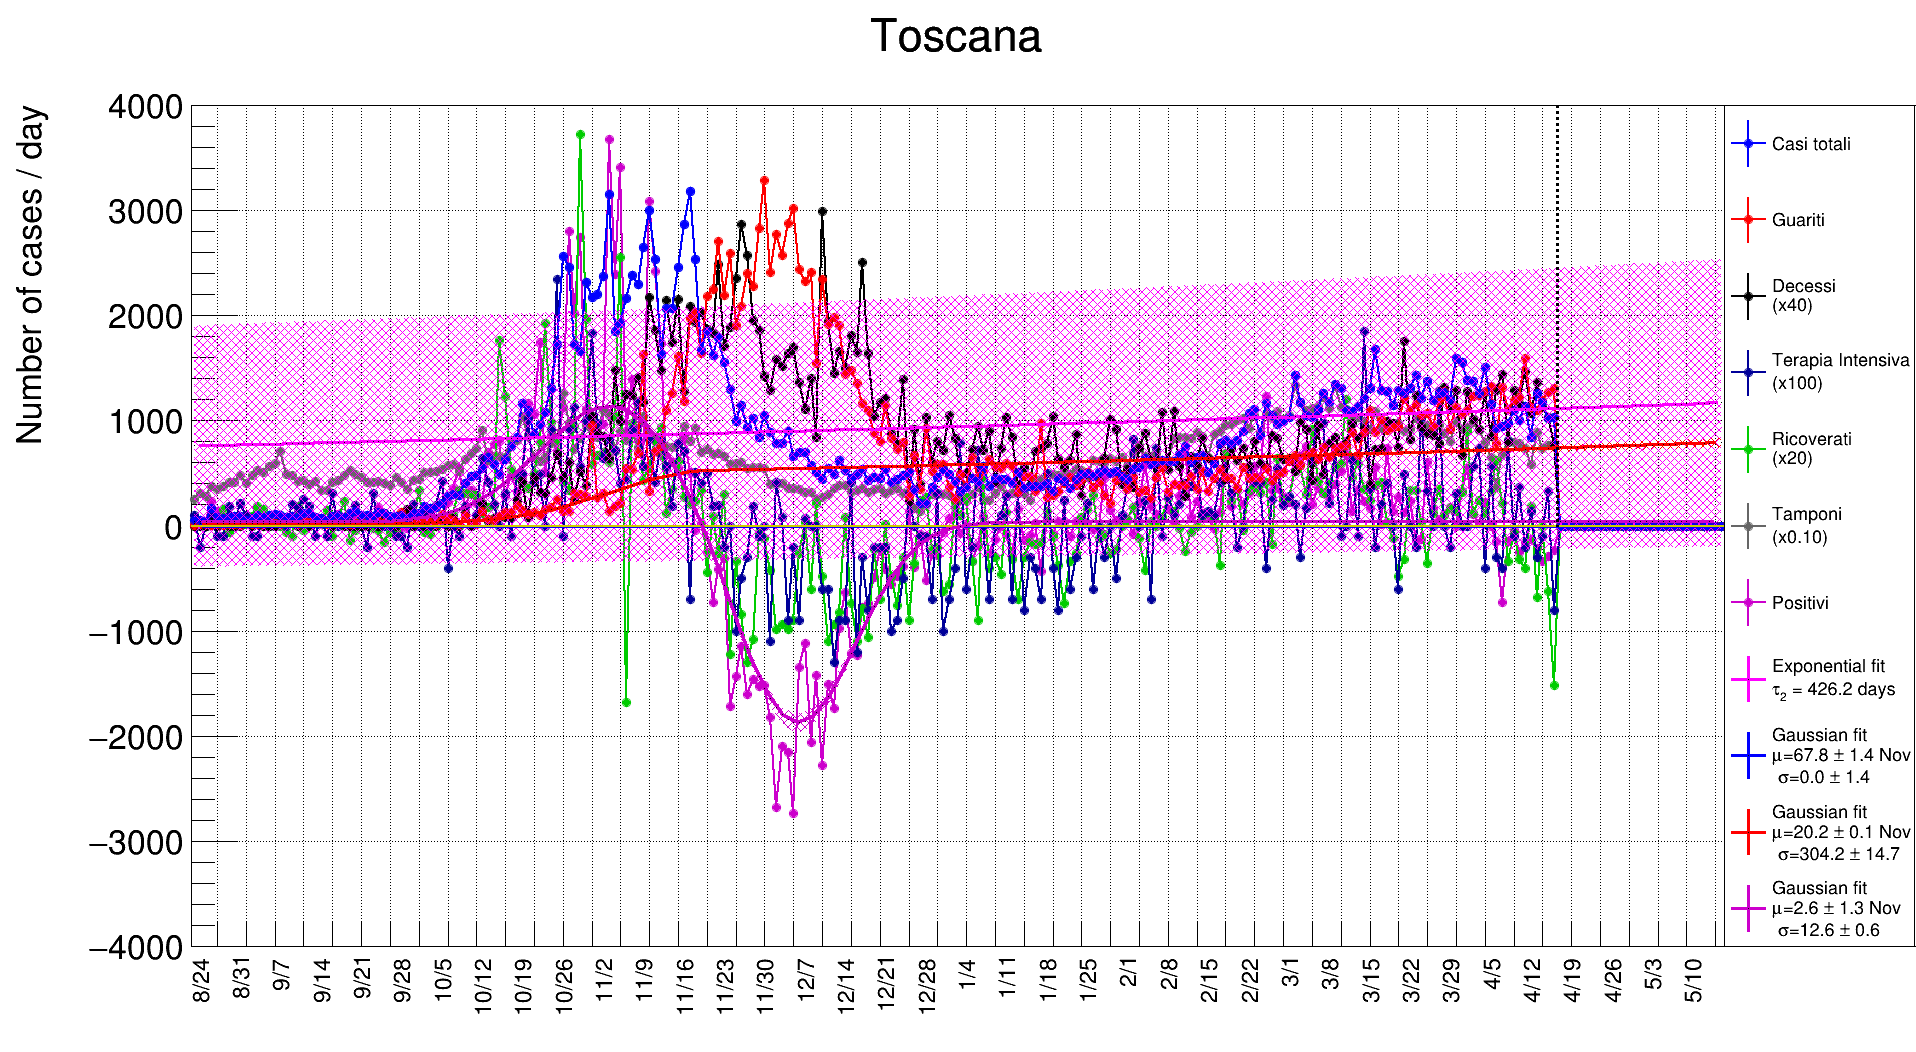 Toscana
Number of cases / day
4000
3000
2000
1000
0
−1000
−2000
−3000
−4000
8/24
8/31
9/7
9/14
9/21
9/28
10/5
10/12
10/19
10/26
11/2
11/9
11/16
11/23
11/30
12/7
12/14
12/21
12/28
1/4
1/11
1/18
1/25
2/1
2/8
2/15
2/22
3/1
3/8
3/15
3/22
3/29
4/5
4/12
4/19
4/26
5/3
5/10
Casi totali
Guariti
Decessi
(x40)
Terapia Intensiva
(x100)
Ricoverati
(x20)
Tamponi
(x0.10)
Positivi
Exponential fit
τ2 = 426.2 days
Gaussian fit
μ=67.8 ± 1.4 Nov
σ=0.0 ± 1.4
Gaussian fit
μ=20.2 ± 0.1 Nov
σ=304.2 ± 14.7
Gaussian fit
μ=2.6 ± 1.3 Nov
σ=12.6 ± 0.6